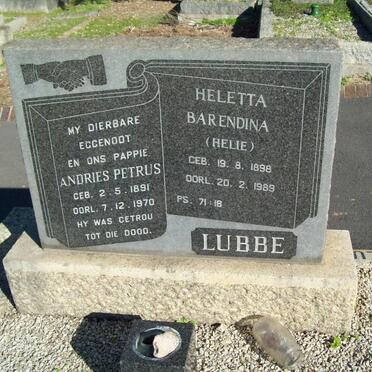 MY DIERBARE
EGGENOOT
EN ONS PAPPIE
ANDRIES PETRUS
GEB. 2.5.1891
OORL. 7.12.1970
HY WAS GETROU
TOT DIE DOOD.
HELETTA
BARENDINA
(HELIE)
GEB. 19.8.1898
OORL. 20.2.1989
PS. 71:18
LUBBE